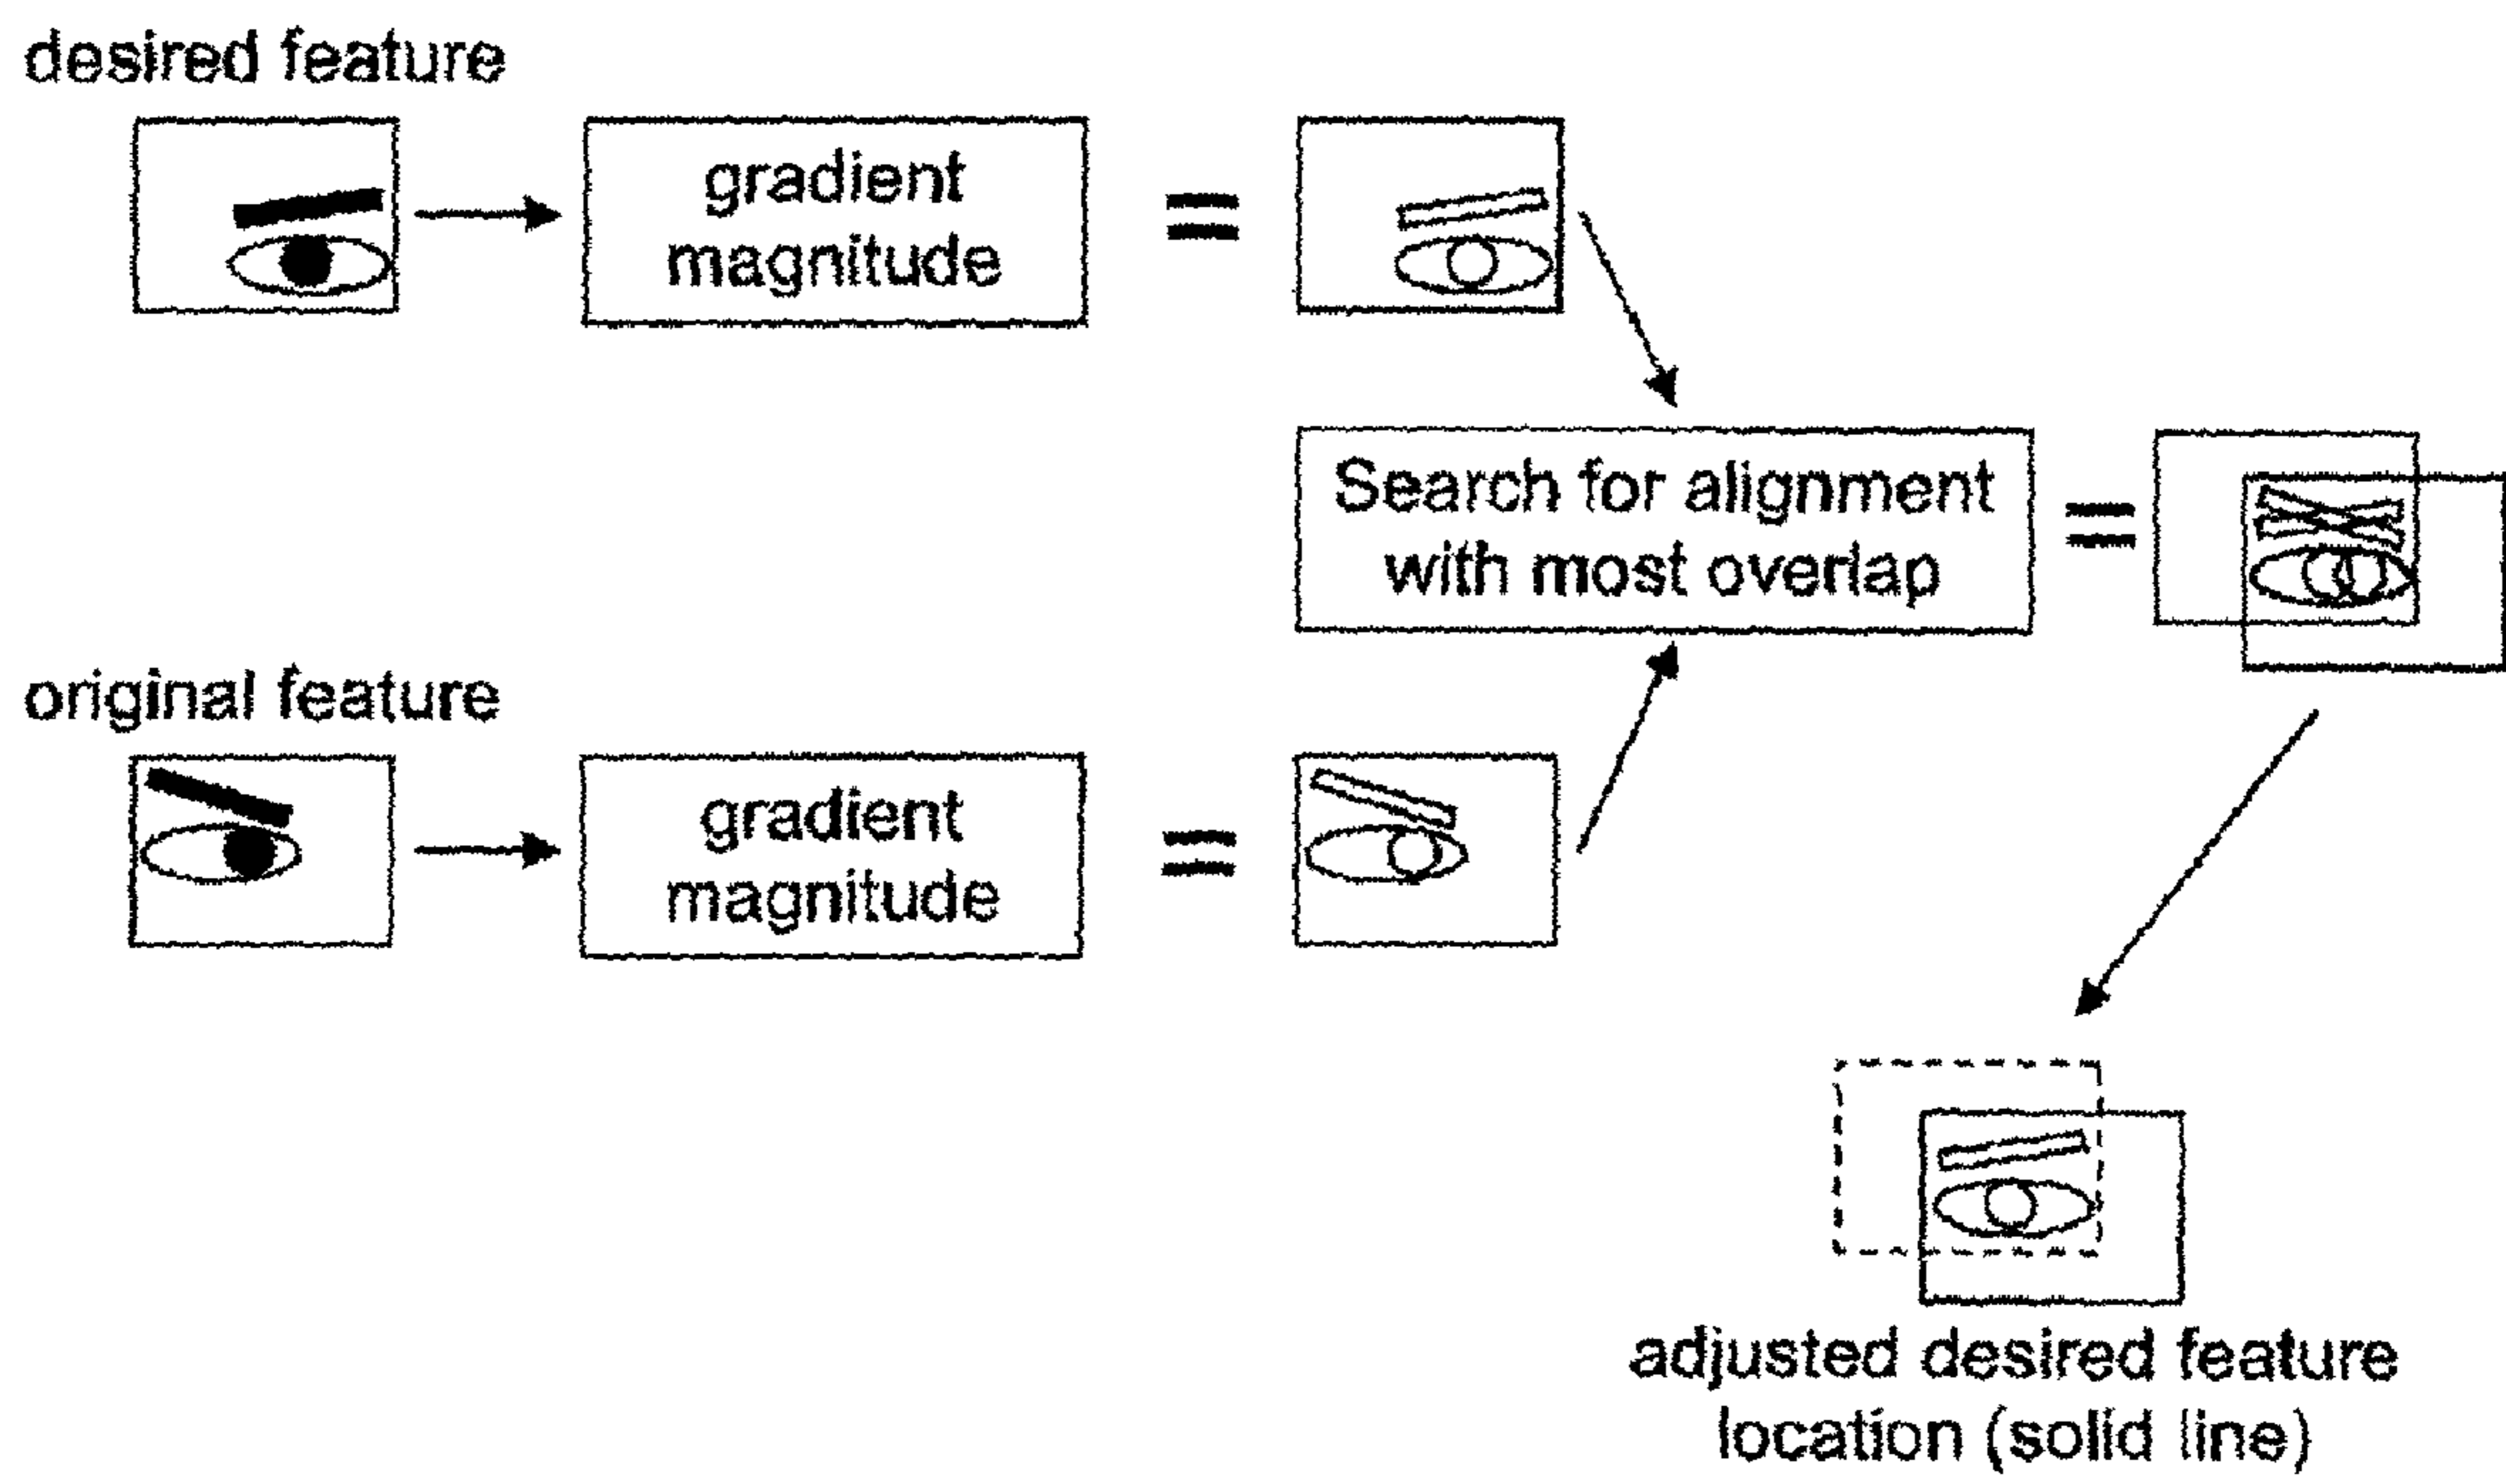 desired feature
gradient
magnitude
=
Search for alignment
with most overlap
=
original feature
gradient
magnitude
=
adjusted desired feature
location (solid line)